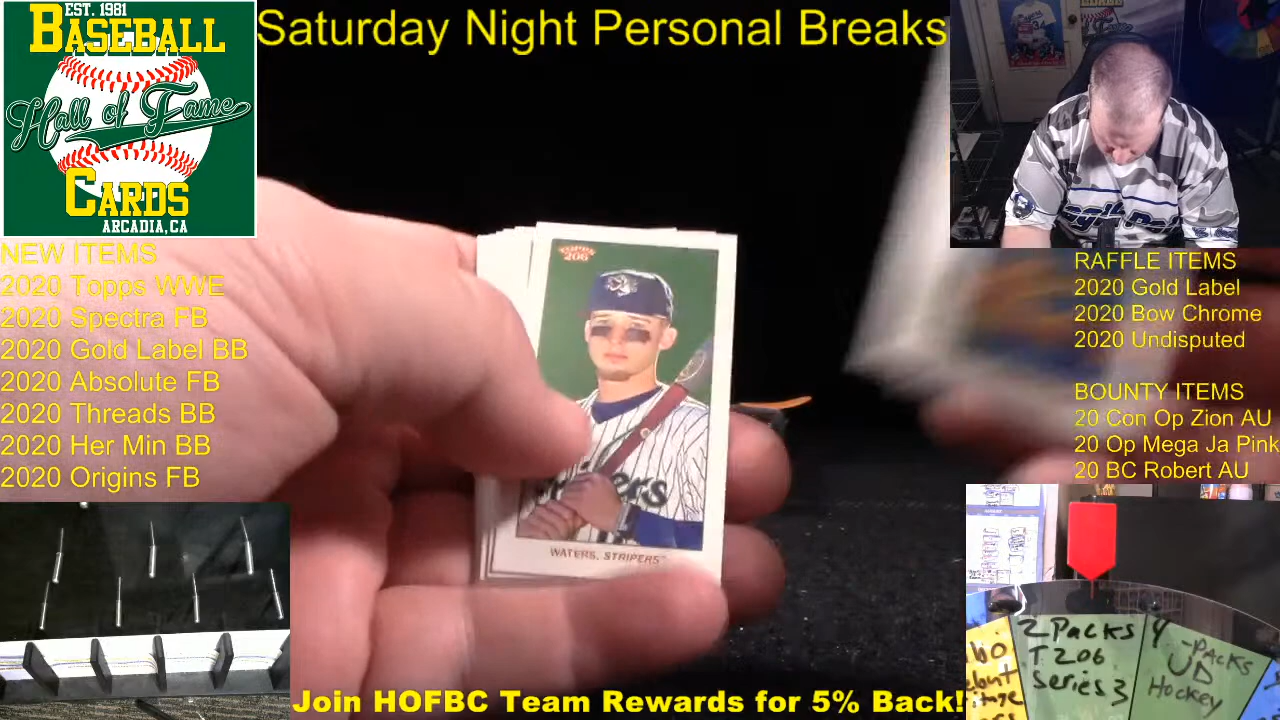 EST. 1981
BASEBALL
Hall of Fame
CARDS
ARCADIA, CA
Saturday Night Personal Breaks
NEW ITEMS
2020 Topps WWE
2020 Spectra FB
2020 Gold Label BB
2020 Absolute FB
2020 Threads BB
2020 Her Min BB
2020 Origins FB
TOPPS
206
WATERS, STRIPERS
RAFFLE ITEMS
2020 Gold Label
2020 Bow Chrome
2020 Undisputed
BOUNTY ITEMS
20 Con Op Zion AU
20 Op Mega Ja Pink
20 BC Robert AU
2 Packs
T206
Series 3
4
-PACKS
UD
Hockey
Join HOFBC Team Rewards for 5% Back!